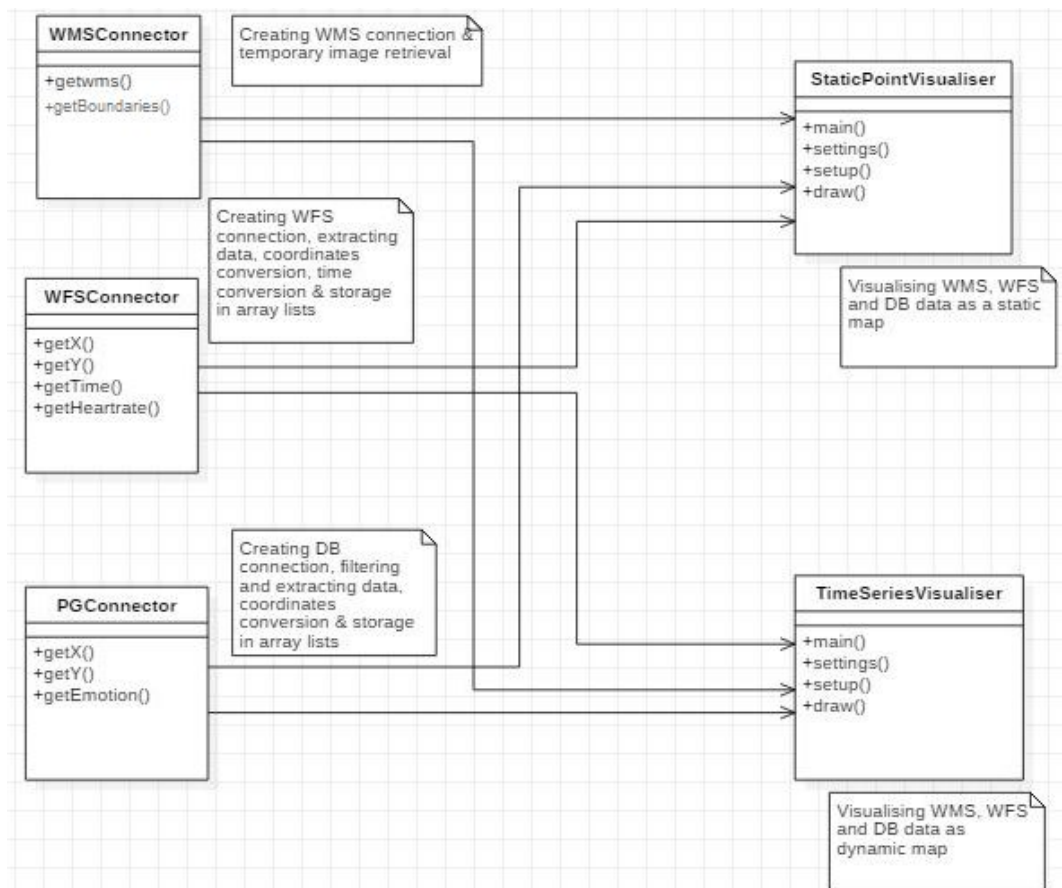 WMSConnector
+getwms()
+getBoundaries()
Creating WMS connection &
temporary image retrieval
StaticPointVisualiser
+main()
+settings()
+setup()
+draw()
Creating WFS
connection, extracting
data, coordinates
conversion, time
conversion & storage
in array lists
WFSConnector
+getX()
+getY()
+getTime()
+getHeartrate()
Visualising WMS, WFS
and DB data as a static
map
Creating DB
connection, filtering
and extracting data,
coordinates
conversion & storage
in array lists
PGConnector
+getX()
+getY()
+getEmotion()
TimeSeriesVisualiser
+main()
+settings()
+setup()
+draw()
Visualising WMS, WFS
and DB data as
dynamic map